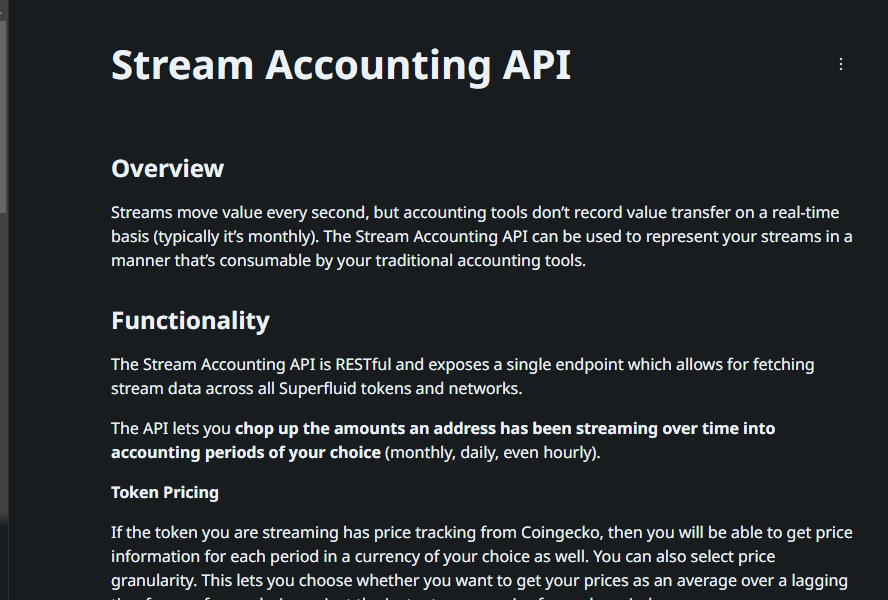 Stream Accounting API
Overview
Streams move value every second, but accounting tools don’t record value transfer on a real-time
basis (typically it’s monthly). The Stream Accounting API can be used to represent your streams in a
manner that’s consumable by your traditional accounting tools.
Functionality
The Stream Accounting API is RESTful and exposes a single endpoint which allows for fetching
stream data across all Superfluid tokens and networks.
The API lets you chop up the amounts an address has been streaming over time into
accounting periods of your choice (monthly, daily, even hourly).
Token Pricing
If the token you are streaming has price tracking from Coingecko, then you will be able to get price
information for each period in a currency of your choice as well. You can also select price
granularity. This lets you choose whether you want to get your prices as an average over a lagging